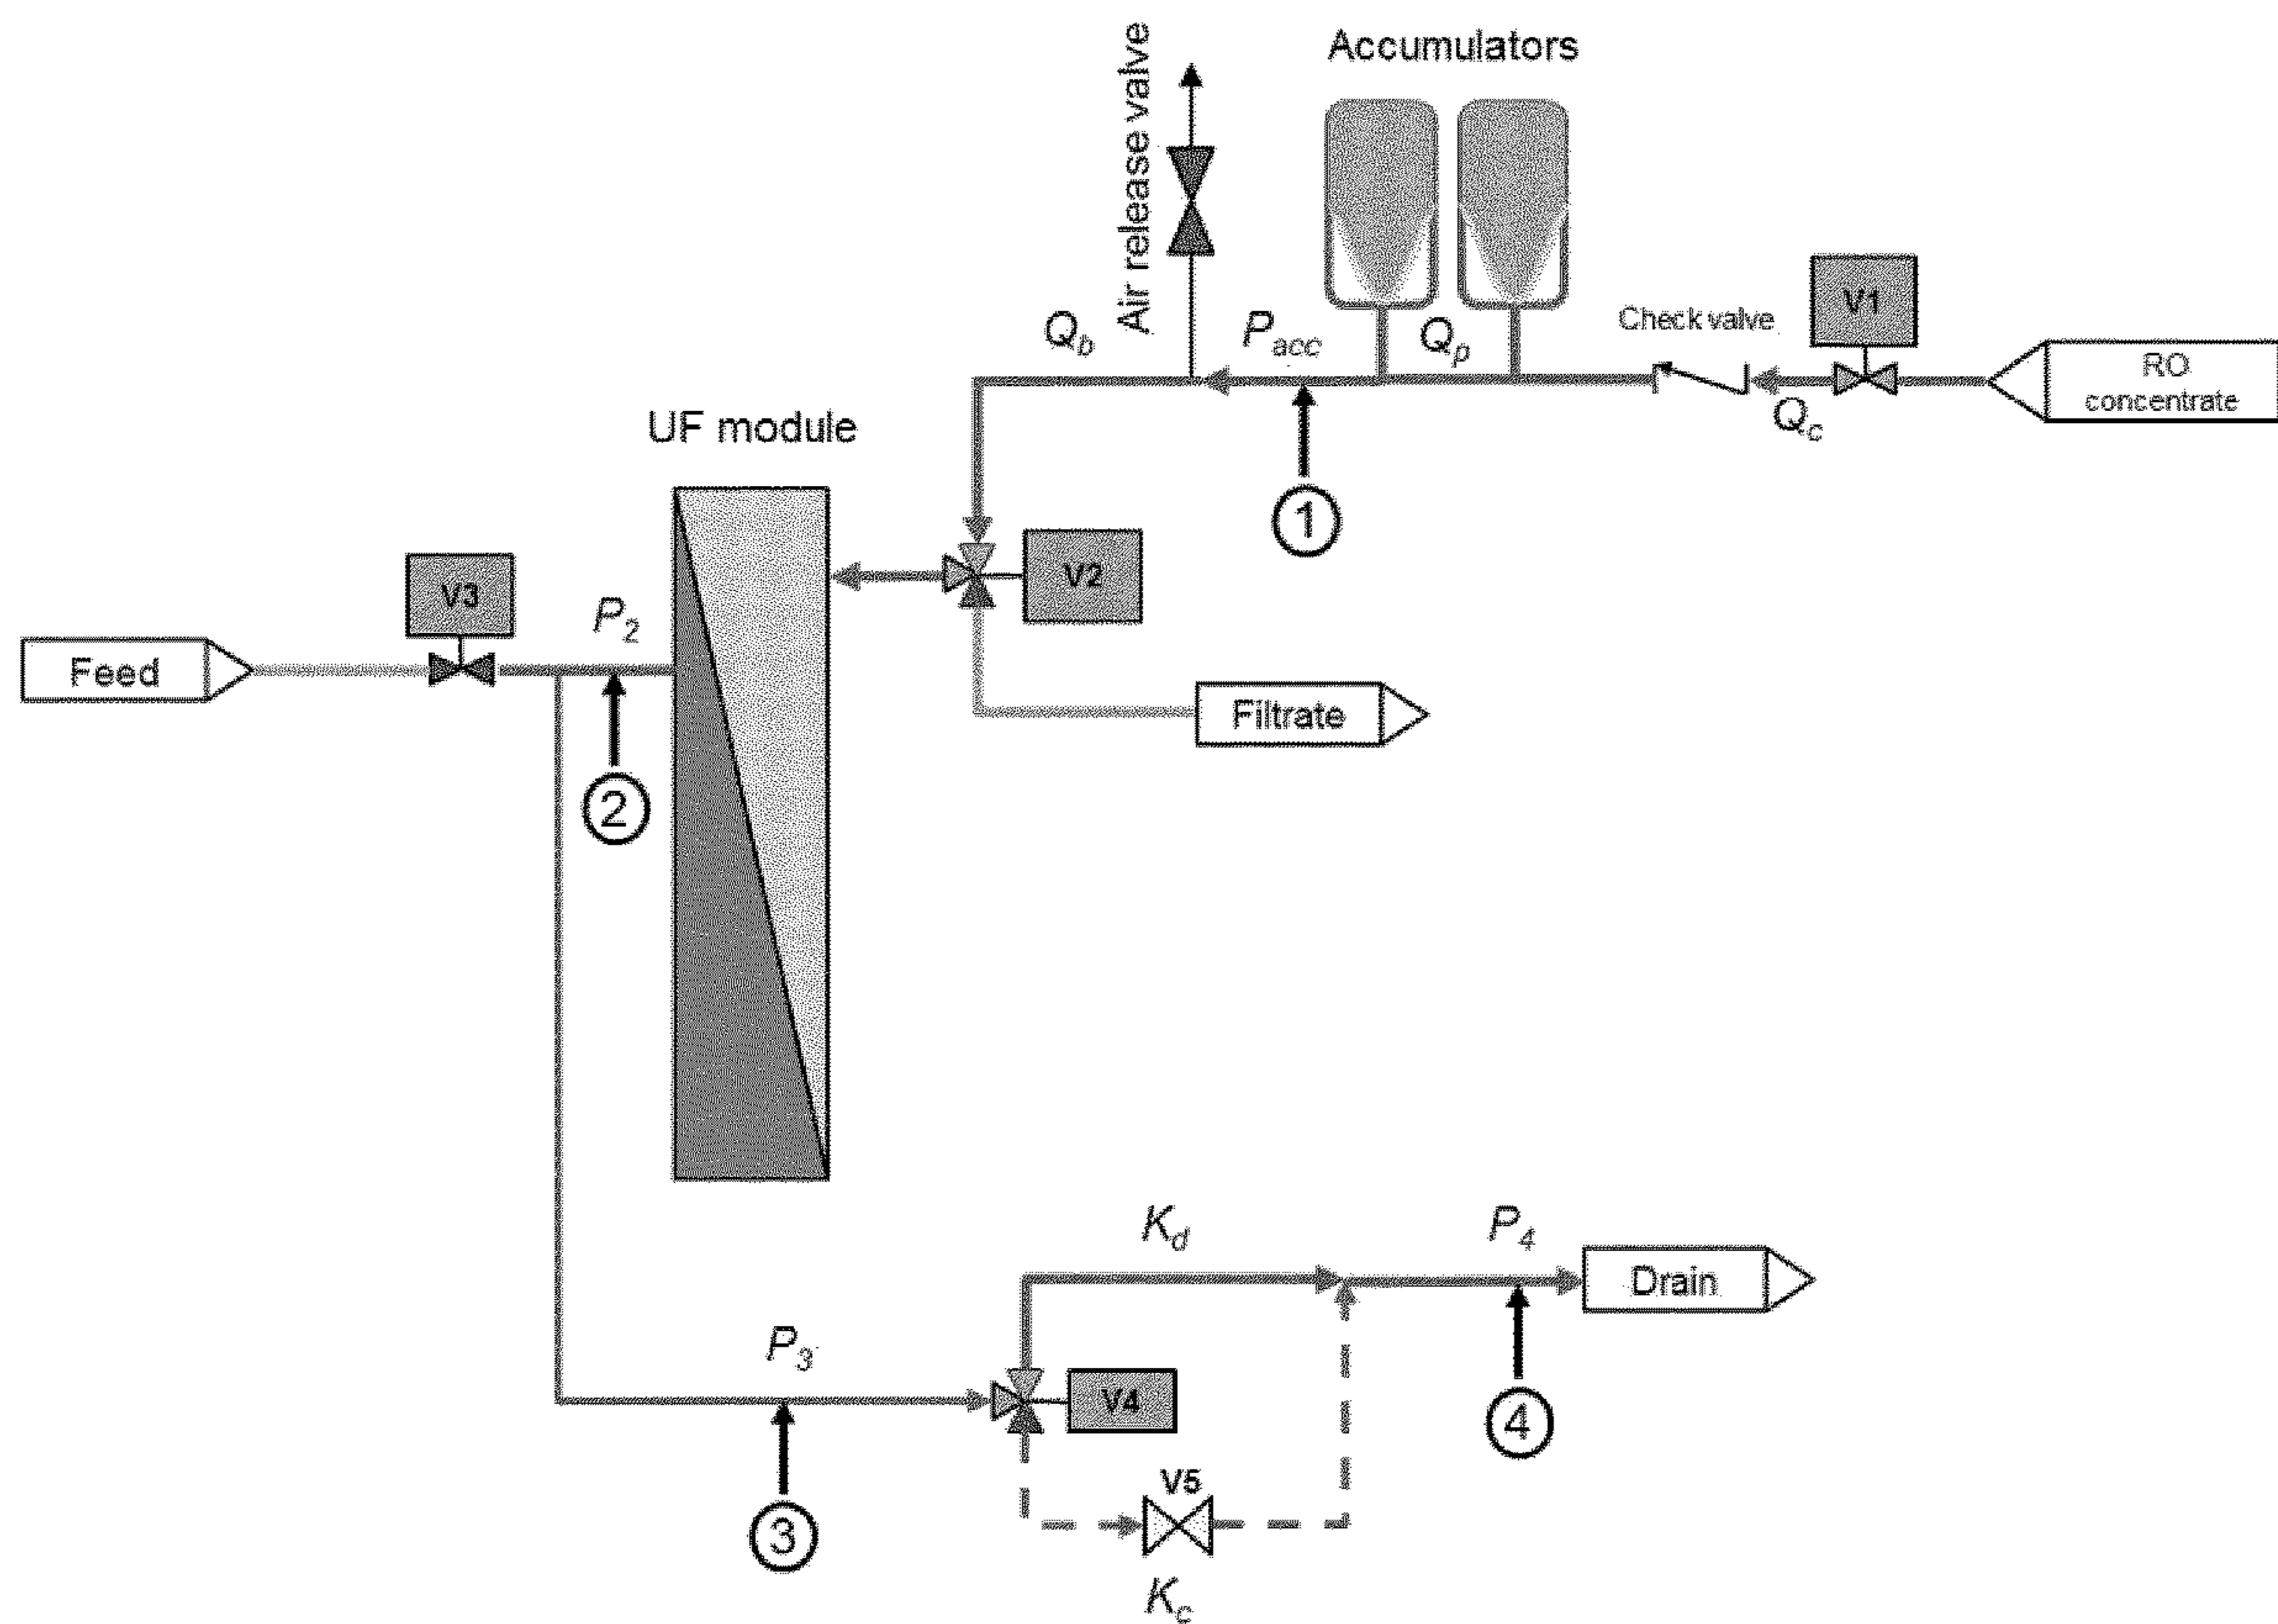 Accumulators
Air release valve
Q_b
P_acc
Q_p
Check valve
V1
RO
concentrate
Q_c
UF module
1
V3
P_2
V2
Feed
Filtrate
2
K_d
P_4
Drain
P_3
V4
4
V5
3
K_c